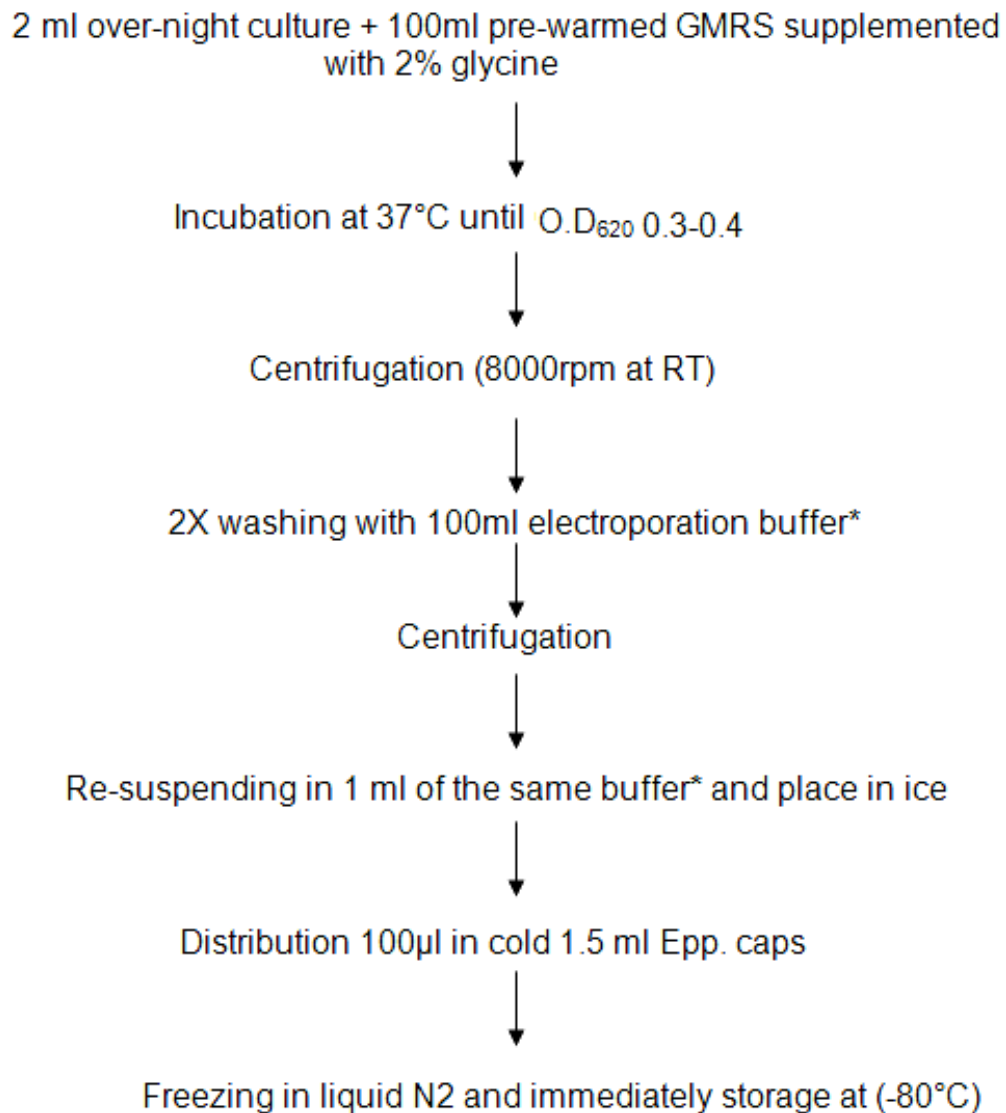 2 ml over-night culture + 100ml pre-warmed GMRS supplemented
with 2% glycine
Incubation at 37°C until O.D₆₂₀ 0.3-0.4
Centrifugation (8000rpm at RT)
2X washing with 100ml electroporation buffer*
Centrifugation
Re-suspending in 1 ml of the same buffer* and place in ice
Distribution 100µl in cold 1.5 ml Epp. caps
Freezing in liquid N2 and immediately storage at (-80°C)